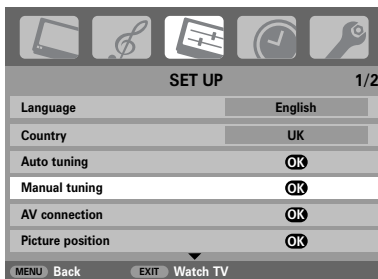 SET UP 1/2
Language English
Country UK
Auto tuning OK
Manual tuning OK
AV connection OK
Picture position OK
MENU Back EXIT Watch TV